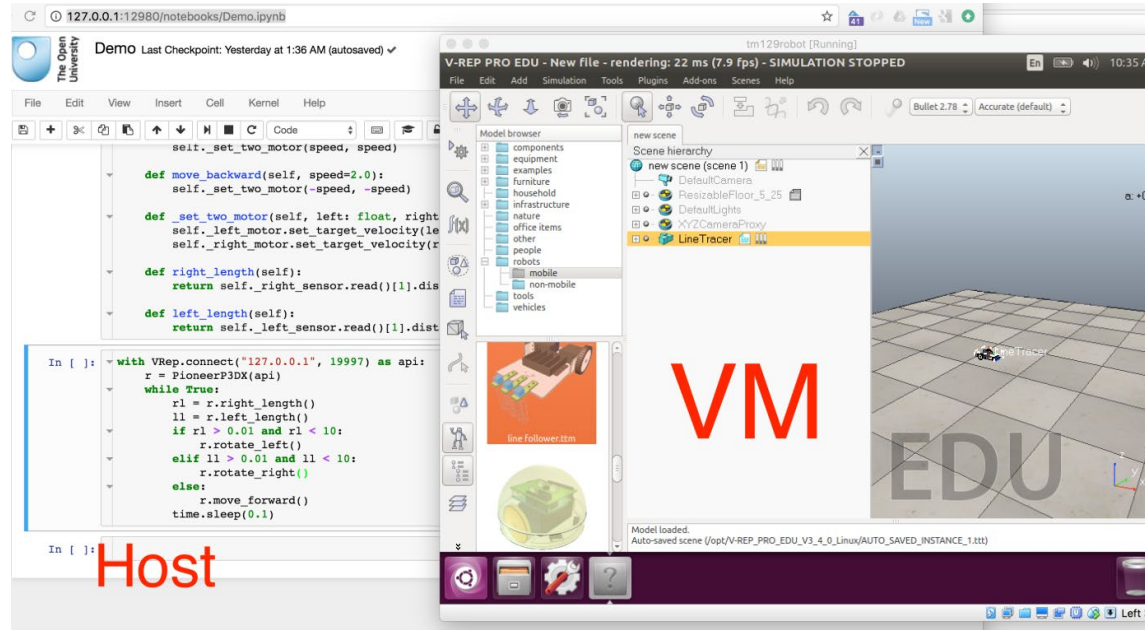 127.0.0.1:12980/notebooks/Demo.ipynb
41
New
The Open
University
Demo Last Checkpoint: Yesterday at 1:36 AM (autosaved)
File Edit View Insert Cell Kernel Help
Code
self._set_two_motor(speed, speed)
def move_backward(self, speed=2.0):
self._set_two_motor(-speed, -speed)
def _set_two_motor(self, left: float, right
self._left_motor.set_target_velocity(le
self._right_motor.set_target_velocity(r
def right_length(self):
return self._right_sensor.read()[1].dis
def left_length(self):
return self._left_sensor.read()[1].dist
In [ ]: with VRep.connect("127.0.0.1", 19997) as api:
r = PioneerP3DX(api)
while True:
rl = r.right_length()
ll = r.left_length()
if rl > 0.01 and rl < 10:
r.rotate_left()
elif ll > 0.01 and ll < 10:
r.rotate_right()
else:
r.move_forward()
time.sleep(0.1)
In [ ]:
Host
tm129robot [Running]
V-REP PRO EDU - New file - rendering: 22 ms (7.9 fps) - SIMULATION STOPPED
En 10:35 A
File Edit Add Simulation Tools Plugins Add-ons Scenes Help
Bullet 2.78 Accurate (default)
Model browser
components
equipment
examples
furniture
household
infrastructure
nature
office items
other
people
robots
mobile
non-mobile
tools
vehicles
line follower.ttm
new scene
Scene hierarchy
new scene (scene 1)
DefaultCamera
ResizableFloor_5_25
DefaultLights
XYZCameraProxy
LineTracer
f(x)
VM
a: +0
LineTracer
EDU
z
y
Model loaded.
Auto-saved scene (/opt/V-REP_PRO_EDU_V3_4_0_Linux/AUTO_SAVED_INSTANCE_1.ttt)
Left